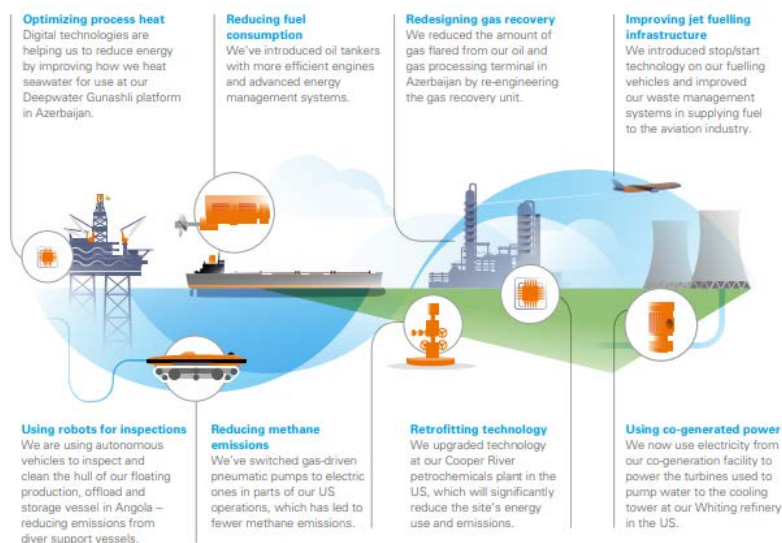 Optimizing process heat
Digital technologies are
helping us to reduce energy
by improving how we heat
seawater for use at our
Deepwater Gunashli platform
in Azerbaijan.
Reducing fuel
consumption
We've introduced oil tankers
with more efficient engines
and advanced energy
management systems.
Redesigning gas recovery
We reduced the amount of
gas flared from our oil and
gas processing terminal in
Azerbaijan by re-engineering
the gas recovery unit.
Improving jet fuelling
infrastructure
We introduced stop/start
technology on our fuelling
vehicles and improved
our waste management
systems in supplying fuel
to the aviation industry.
Using robots for inspections
We are using autonomous
vehicles to inspect and
clean the hull of our floating
production, offload and
storage vessel in Angola –
reducing emissions from
diver support vessels.
Reducing methane
emissions
We've switched gas-driven
pneumatic pumps to electric
ones in parts of our US
operations, which has led to
fewer methane emissions.
Retrofitting technology
We upgraded technology
at our Cooper River
petrochemicals plant in the
US, which will significantly
reduce the site's energy
use and emissions.
Using co-generated power
We now use electricity from
our co-generation facility to
power the turbines used to
pump water to the cooling
tower at our Whiting refinery
in the US.